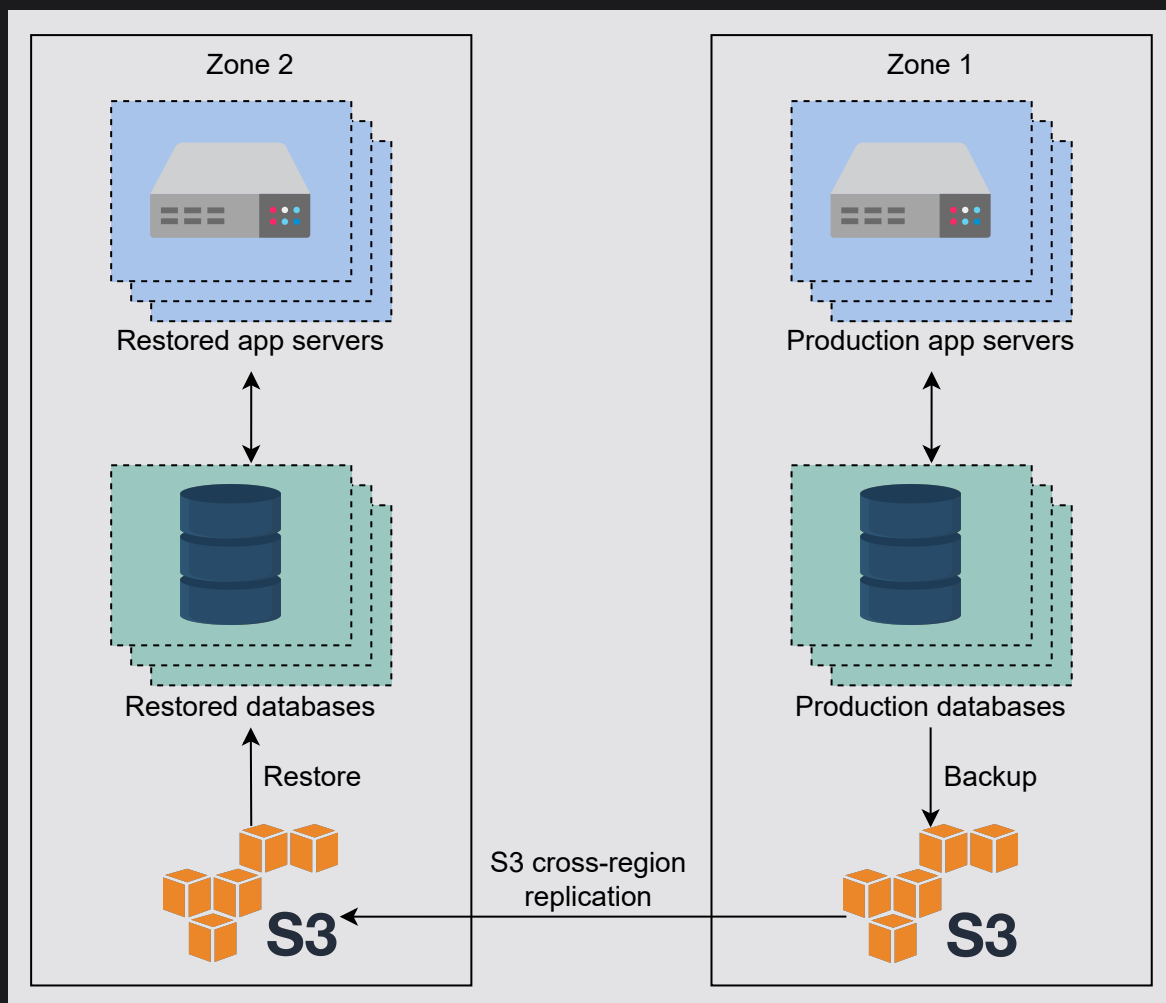 Zone 2
Restored app servers
Restored databases
Restore
S3
S3 cross-region
replication
Zone 1
Production app servers
Production databases
Backup
S3